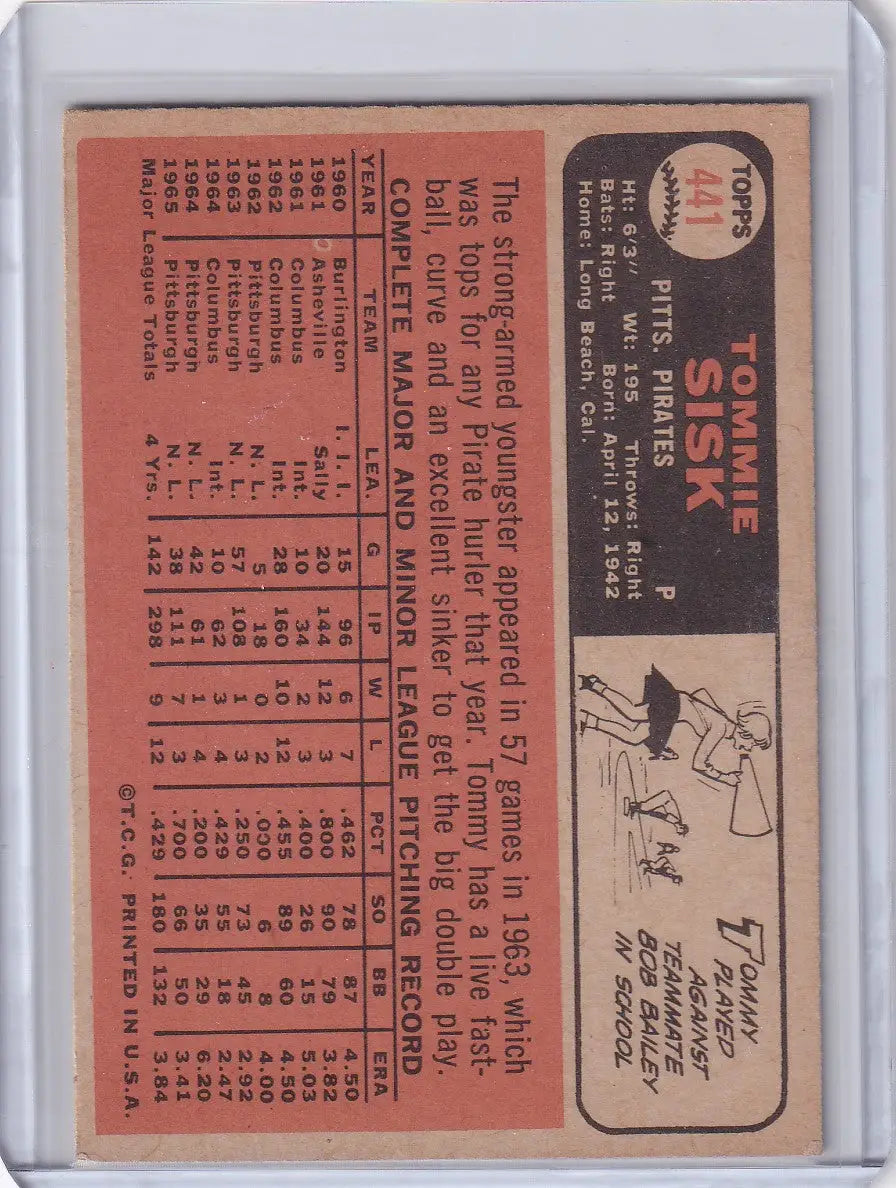 TOPPS
441
TOMMIE
SISK
PITTS. PIRATES P
Ht: 6'3" Wt: 195 Throws: Right
Bats: Right Born: April 12, 1942
Home: Long Beach, Cal.
TOMMY
PLAYED
AGAINST
TEAMMATE
BOB BAILEY
IN SCHOOL
The strong-armed youngster appeared in 57 games in 1963, which
was tops for any Pirate hurler that year. Tommy has a live fast-
ball, curve and an excellent sinker to get the big double play.
COMPLETE MAJOR AND MINOR LEAGUE PITCHING RECORD
YEAR TEAM LEA. G IP W L PCT SO BB ERA
1960 Burlington I. I. I. 15 96 6 7 .462 78 87 4.50
1961 Asheville Sally 20 144 12 3 .800 90 79 3.82
1961 Columbus Int. 10 34 2 3 .400 26 15 5.03
1962 Columbus Int. 28 160 10 12 .455 89 60 4.50
1962 Pittsburgh N. L. 5 18 0 2 .000 6 8 4.00
1963 Pittsburgh N. L. 57 108 1 3 .250 73 45 2.92
1964 Columbus Int. 10 62 3 4 .429 55 18 2.47
1964 Pittsburgh N. L. 42 61 1 4 .200 35 29 6.20
1965 Pittsburgh N. L. 38 111 7 3 .700 66 50 3.41
Major League Totals 4 Yrs. 142 298 9 12 .429 180 132 3.84
©T.C.G. PRINTED IN U.S.A.